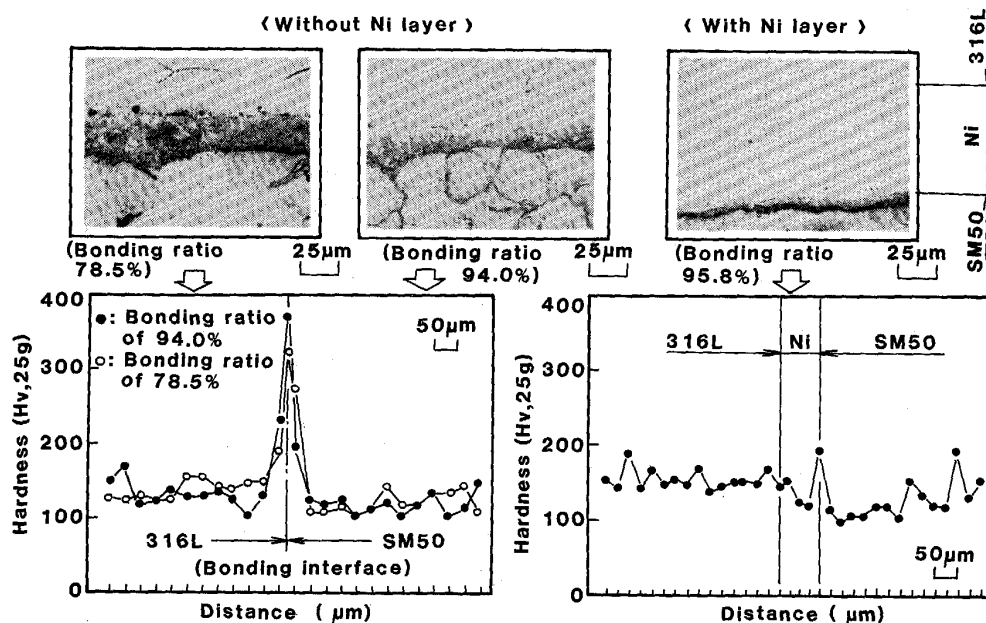 ⟨ Without Ni layer ⟩
⟨ With Ni layer ⟩
316L
Ni
SM50
(Bonding ratio
78.5%)
25μm
(Bonding ratio
94.0%)
25μm
(Bonding ratio
95.8%)
25μm
Hardness (Hv,25g)
400
300
200
100
0
●: Bonding ratio
of 94.0%
○: Bonding ratio
of 78.5%
50μm
316L
SM50
(Bonding interface)
Distance ( μm)
Hardness (Hv,25g)
400
300
200
100
0
316L
Ni
SM50
50μm
Distance ( μm)